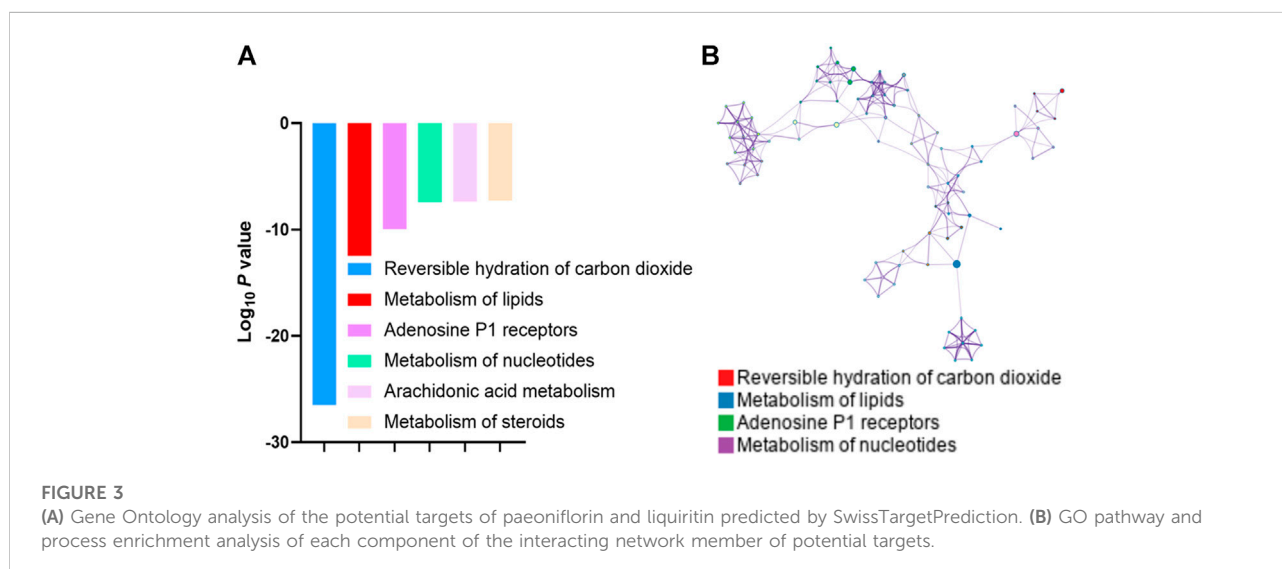 A
B
0
-10
-20
-30
Log10 P value
Reversible hydration of carbon dioxide
Metabolism of lipids
Adenosine P1 receptors
Metabolism of nucleotides
Arachidonic acid metabolism
Metabolism of steroids
Reversible hydration of carbon dioxide
Metabolism of lipids
Adenosine P1 receptors
Metabolism of nucleotides
FIGURE 3
(A) Gene Ontology analysis of the potential targets of paeoniflorin and liquiritin predicted by SwissTargetPrediction. (B) GO pathway and
process enrichment analysis of each component of the interacting network member of potential targets.